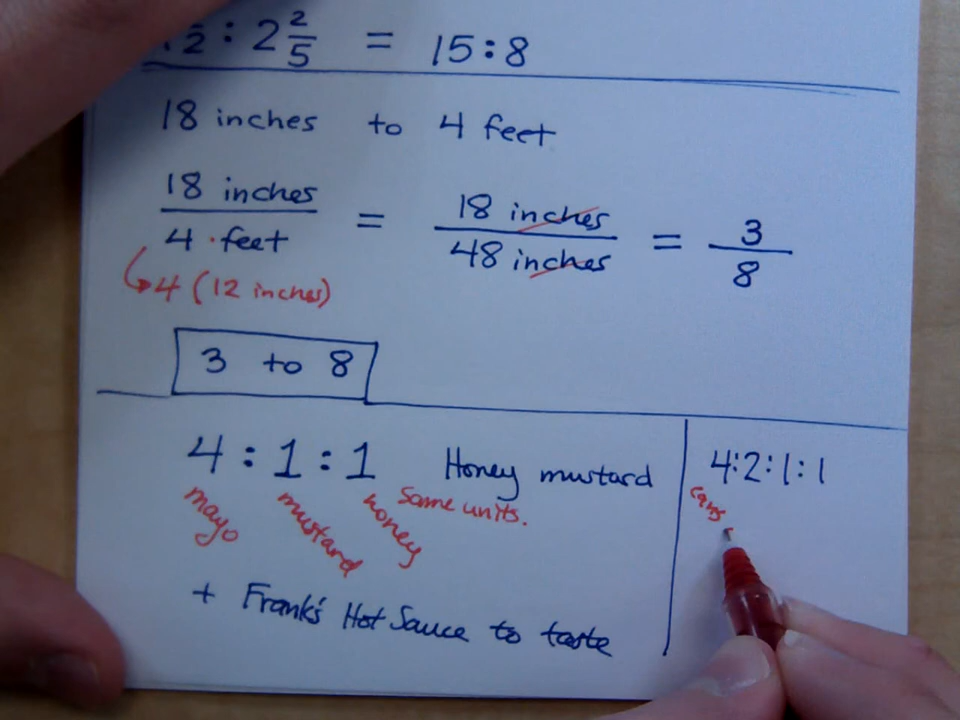 : 2 2/5 = 15:8
18 inches to 4 feet
18 inches / 4 · feet = 18 inches / 48 inches = 3 / 8
4 (12 inches)
3 to 8
4 : 1 : 1 Honey mustard
same units.
mayo mustard honey
+ Frank's Hot Sauce to taste
4:2:1:1